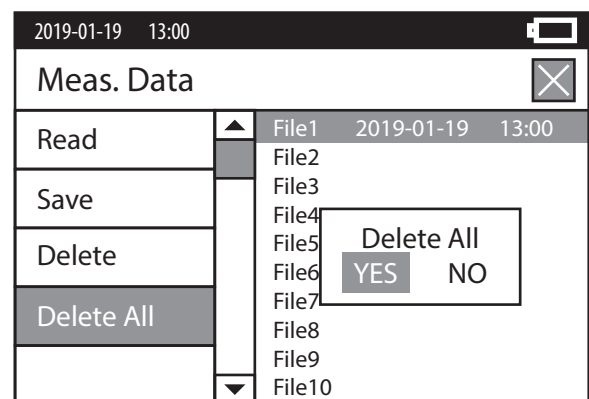 2019-01-19 13:00
Meas. Data
Read
Save
Delete
Delete All
File1 2019-01-19 13:00
File2
File3
File4
File5
File6
File7
File8
File9
File10
Delete All
YES NO